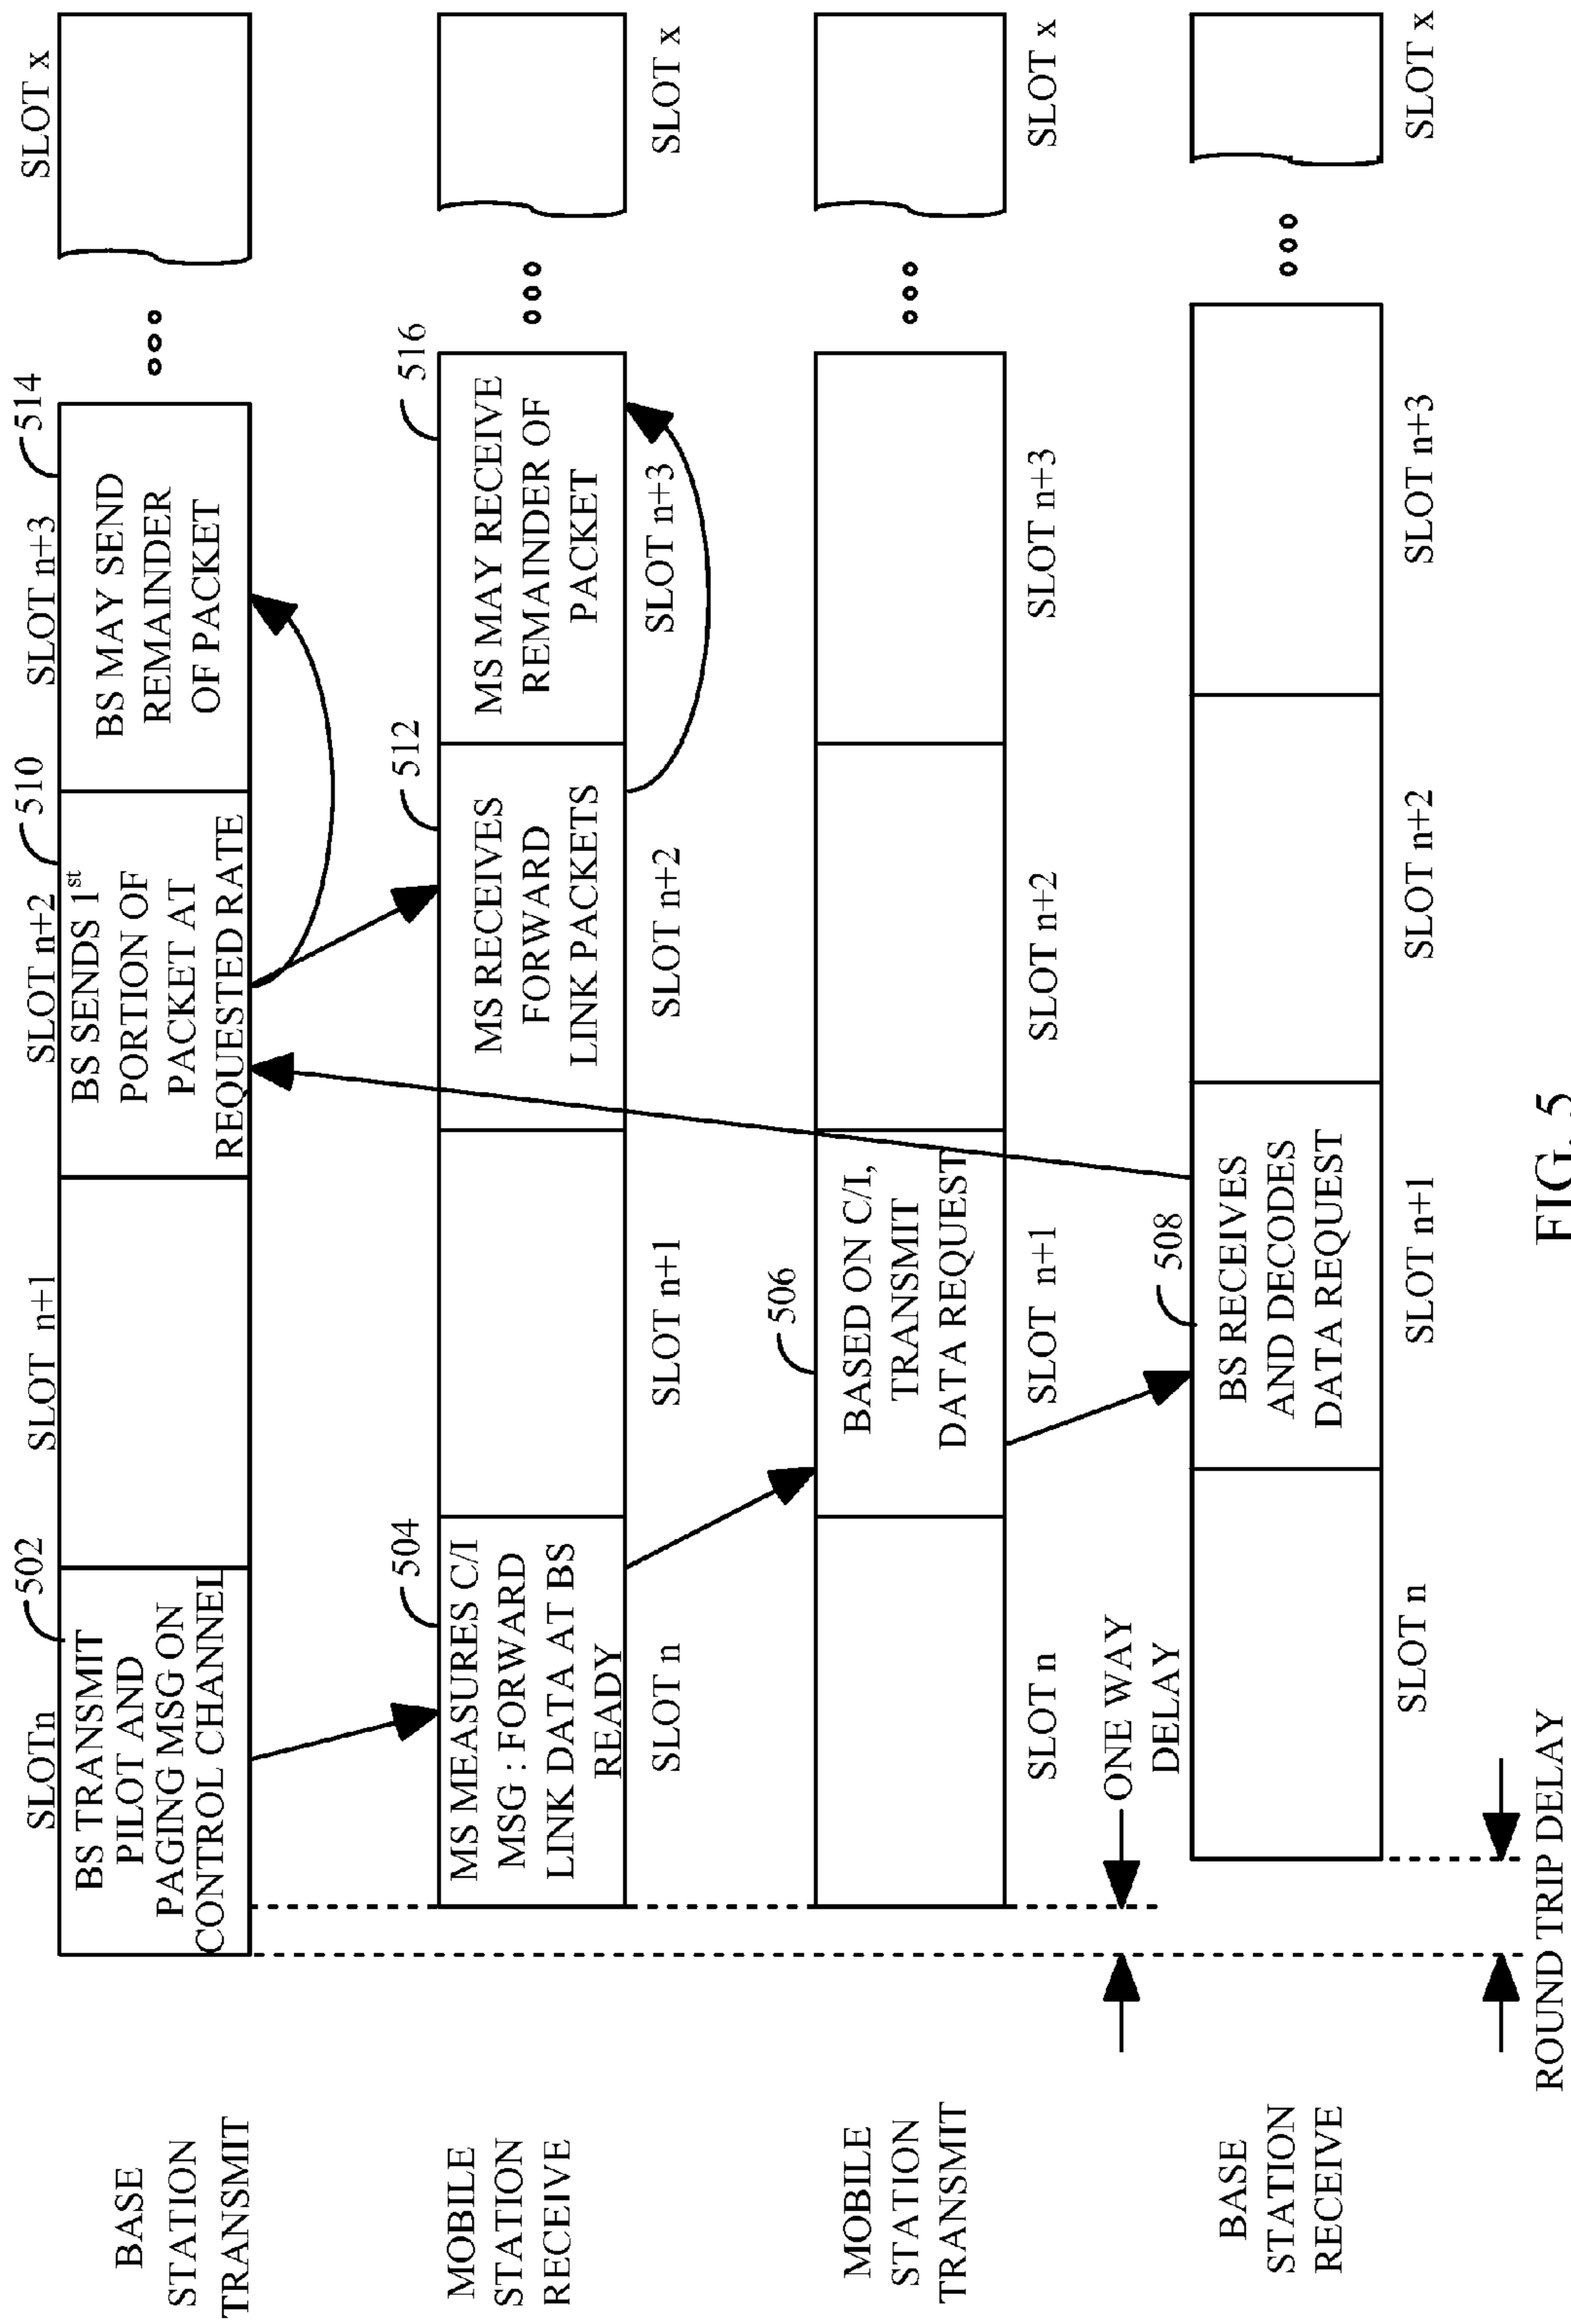 BASE
STATION
TRANSMIT
SLOTn
502
BS TRANSMIT
PILOT AND
PAGING MSG ON
CONTROL CHANNEL
SLOT n+1
SLOT n+2
510
BS SENDS 1st
PORTION OF
PACKET AT
REQUESTED RATE
SLOT n+3
514
BS MAY SEND
REMAINDER
OF PACKET
SLOT x
MOBILE
STATION
RECEIVE
504
MS MEASURES C/I
MSG : FORWARD
LINK DATA AT BS
READY
SLOT n
SLOT n+1
512
MS RECEIVES
FORWARD
LINK PACKETS
SLOT n+2
516
MS MAY RECEIVE
REMAINDER OF
PACKET
SLOT n+3
SLOT x
MOBILE
STATION
TRANSMIT
SLOT n
506
BASED ON C/I,
TRANSMIT
DATA REQUEST
SLOT n+1
SLOT n+2
SLOT n+3
SLOT x
ONE WAY
DELAY
BASE
STATION
RECEIVE
SLOT n
508
BS RECEIVES
AND DECODES
DATA REQUEST
SLOT n+1
SLOT n+2
SLOT n+3
SLOT x
ROUND TRIP DELAY
FIG. 5